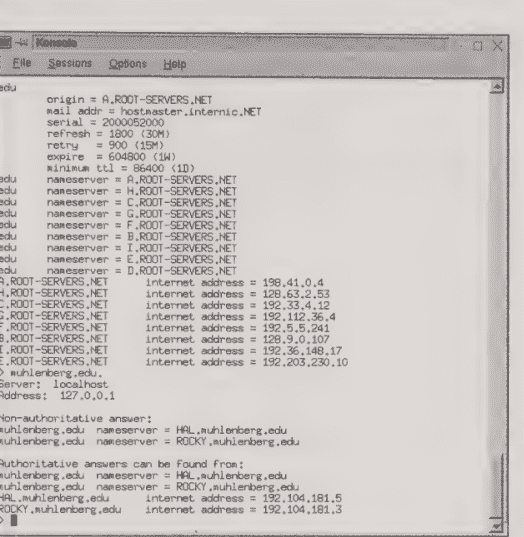 Konsole
File Sessions Options Help
edu
origin = A.ROOT-SERVERS.NET
mail addr = hostmaster.internic.NET
serial = 2000052000
refresh = 1800 (30M)
retry = 900 (15M)
expire = 604800 (1W)
minimum ttl = 86400 (1D)
edu nameserver = A.ROOT-SERVERS.NET
edu nameserver = H.ROOT-SERVERS.NET
edu nameserver = C.ROOT-SERVERS.NET
edu nameserver = G.ROOT-SERVERS.NET
edu nameserver = F.ROOT-SERVERS.NET
edu nameserver = B.ROOT-SERVERS.NET
edu nameserver = I.ROOT-SERVERS.NET
edu nameserver = E.ROOT-SERVERS.NET
edu nameserver = D.ROOT-SERVERS.NET
A.ROOT-SERVERS.NET internet address = 198.41.0.4
H.ROOT-SERVERS.NET internet address = 128.63.2.53
C.ROOT-SERVERS.NET internet address = 192.33.4.12
G.ROOT-SERVERS.NET internet address = 192.112.36.4
F.ROOT-SERVERS.NET internet address = 192.5.5.241
B.ROOT-SERVERS.NET internet address = 128.9.0.107
I.ROOT-SERVERS.NET internet address = 192.36.148.17
E.ROOT-SERVERS.NET internet address = 192.203.230.10
> muhlenberg.edu.
Server: localhost
Address: 127.0.0.1
Non-authoritative answer:
muhlenberg.edu nameserver = HAL.muhlenberg.edu
muhlenberg.edu nameserver = ROCKY.muhlenberg.edu
Authoritative answers can be found from:
muhlenberg.edu nameserver = HAL.muhlenberg.edu
muhlenberg.edu nameserver = ROCKY.muhlenberg.edu
HAL.muhlenberg.edu internet address = 192.104.181.5
ROCKY.muhlenberg.edu internet address = 192.104.181.3
>